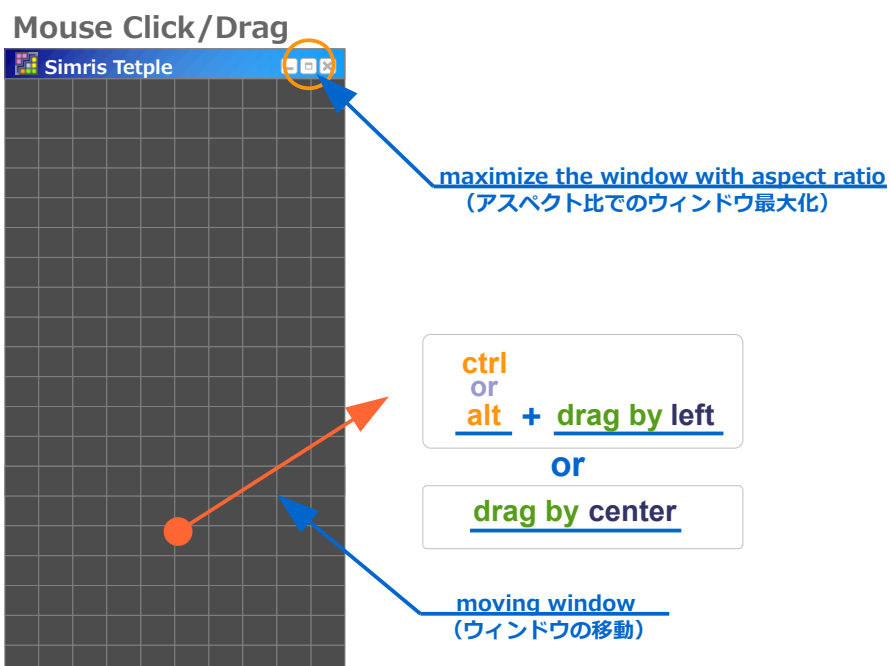 Mouse Click/Drag
Simris Tetple
maximize the window with aspect ratio
（アスペクト比でのウィンドウ最大化）
ctrl
or
alt + drag by left
or
drag by center
moving window
（ウィンドウの移動）